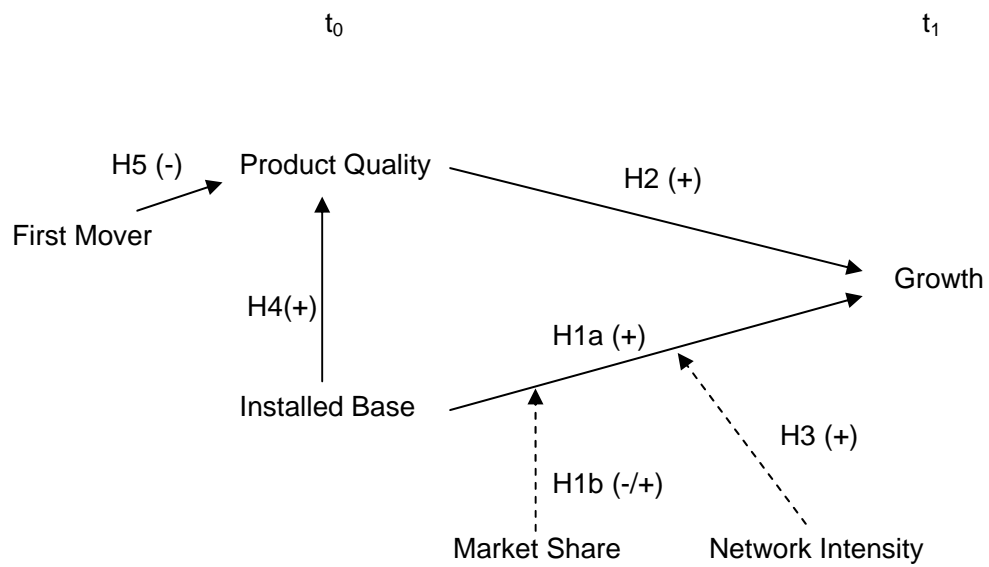 t₀
t₁
H5 (-)
Product Quality
H2 (+)
First Mover
Growth
H4(+)
H1a (+)
Installed Base
H3 (+)
H1b (-/+)
Market Share
Network Intensity